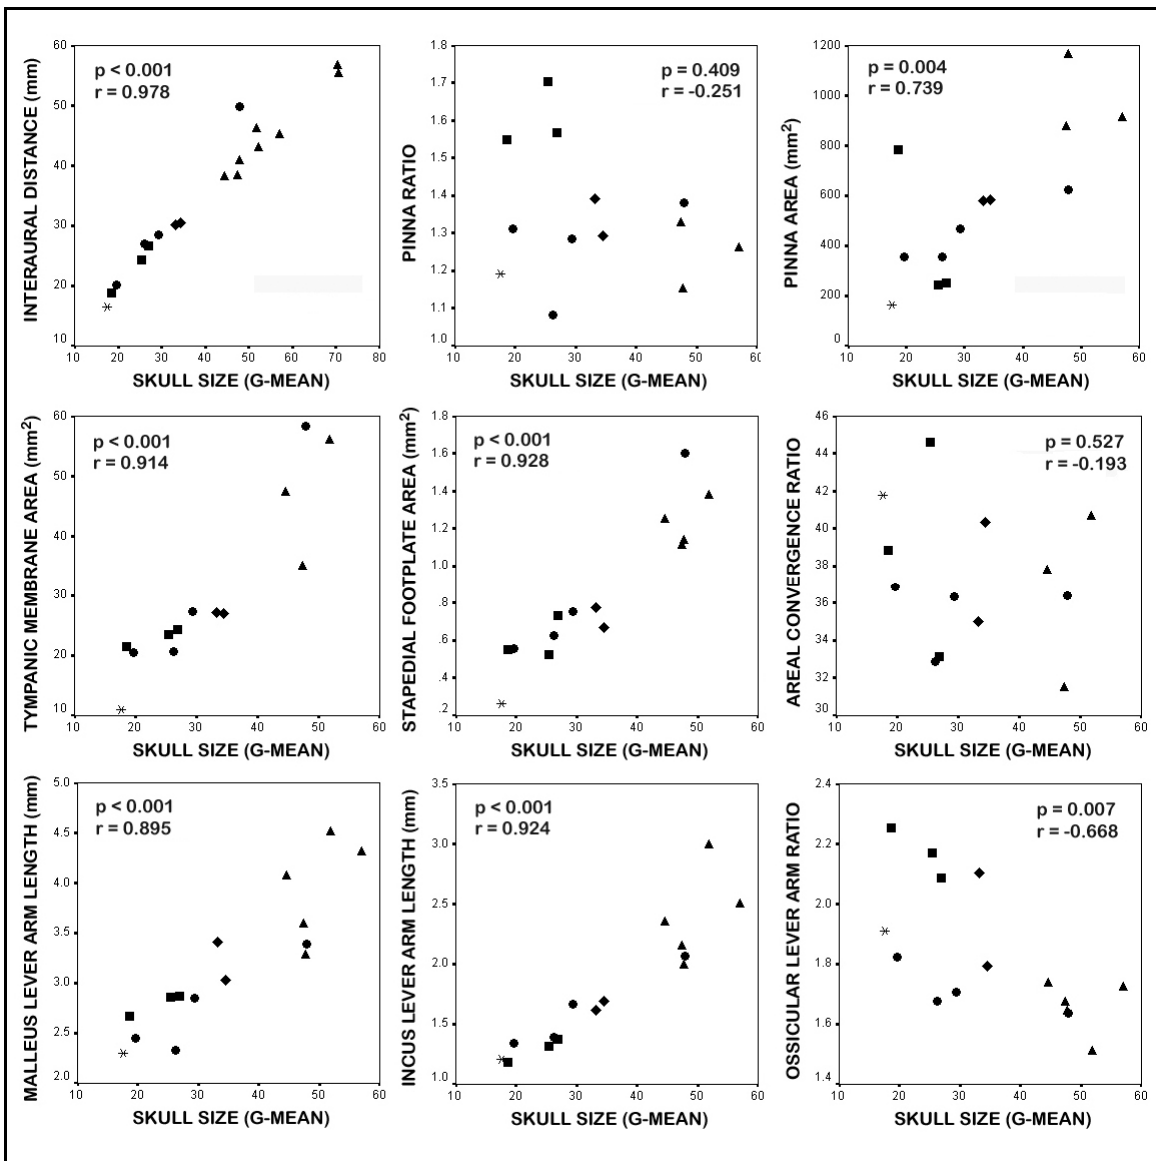 INTERAURAL DISTANCE (mm)
60
50
40
30
20
10
p < 0.001
r = 0.978
10 20 30 40 50 60 70 80
SKULL SIZE (G-MEAN)
PINNA RATIO
1.8
1.7
1.6
1.5
1.4
1.3
1.2
1.1
1.0
p = 0.409
r = -0.251
10 20 30 40 50 60
SKULL SIZE (G-MEAN)
PINNA AREA (mm²)
1200
1000
800
600
400
200
0
p = 0.004
r = 0.739
10 20 30 40 50 60
SKULL SIZE (G-MEAN)
TYMPANIC MEMBRANE AREA (mm²)
60
50
40
30
20
10
p < 0.001
r = 0.914
10 20 30 40 50 60
SKULL SIZE (G-MEAN)
STAPEDIAL FOOTPLATE AREA (mm²)
1.8
1.6
1.4
1.2
1.0
.8
.6
.4
.2
p < 0.001
r = 0.928
10 20 30 40 50 60
SKULL SIZE (G-MEAN)
AREAL CONVERGENCE RATIO
46
44
42
40
38
36
34
32
30
p = 0.527
r = -0.193
10 20 30 40 50 60
SKULL SIZE (G-MEAN)
MALLEUS LEVER ARM LENGTH (mm)
5.0
4.5
4.0
3.5
3.0
2.5
2.0
p < 0.001
r = 0.895
10 20 30 40 50 60
SKULL SIZE (G-MEAN)
INCUS LEVER ARM LENGTH (mm)
3.5
3.0
2.5
2.0
1.5
1.0
p < 0.001
r = 0.924
10 20 30 40 50 60
SKULL SIZE (G-MEAN)
OSSICULAR LEVER ARM RATIO
2.4
2.2
2.0
1.8
1.6
1.4
p = 0.007
r = -0.668
10 20 30 40 50 60
SKULL SIZE (G-MEAN)